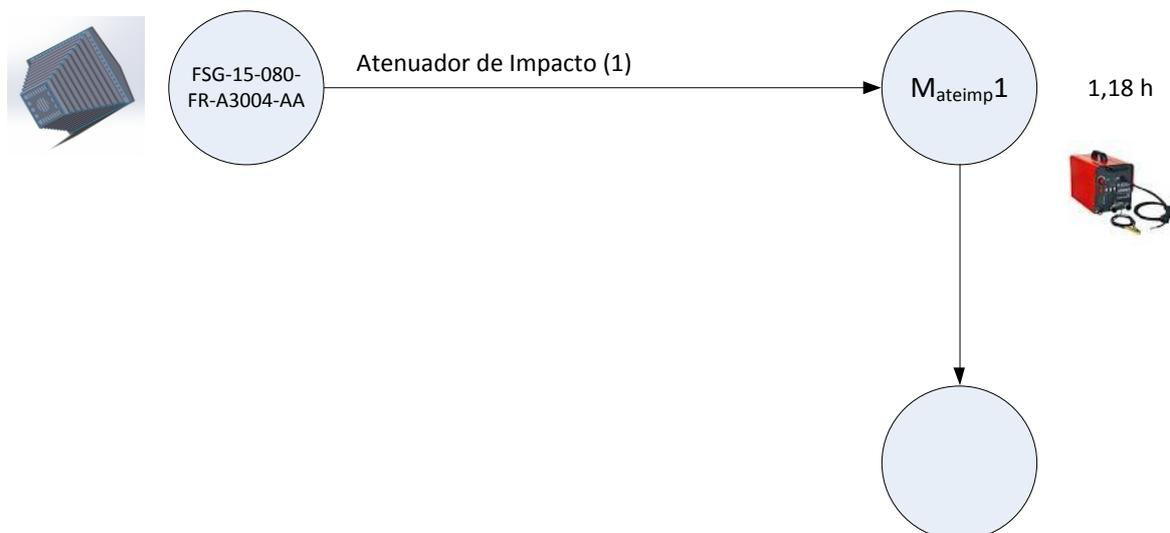 FSG-15-080-
FR-A3004-AA
Atenuador de Impacto (1)
Mateimp1
1,18 h